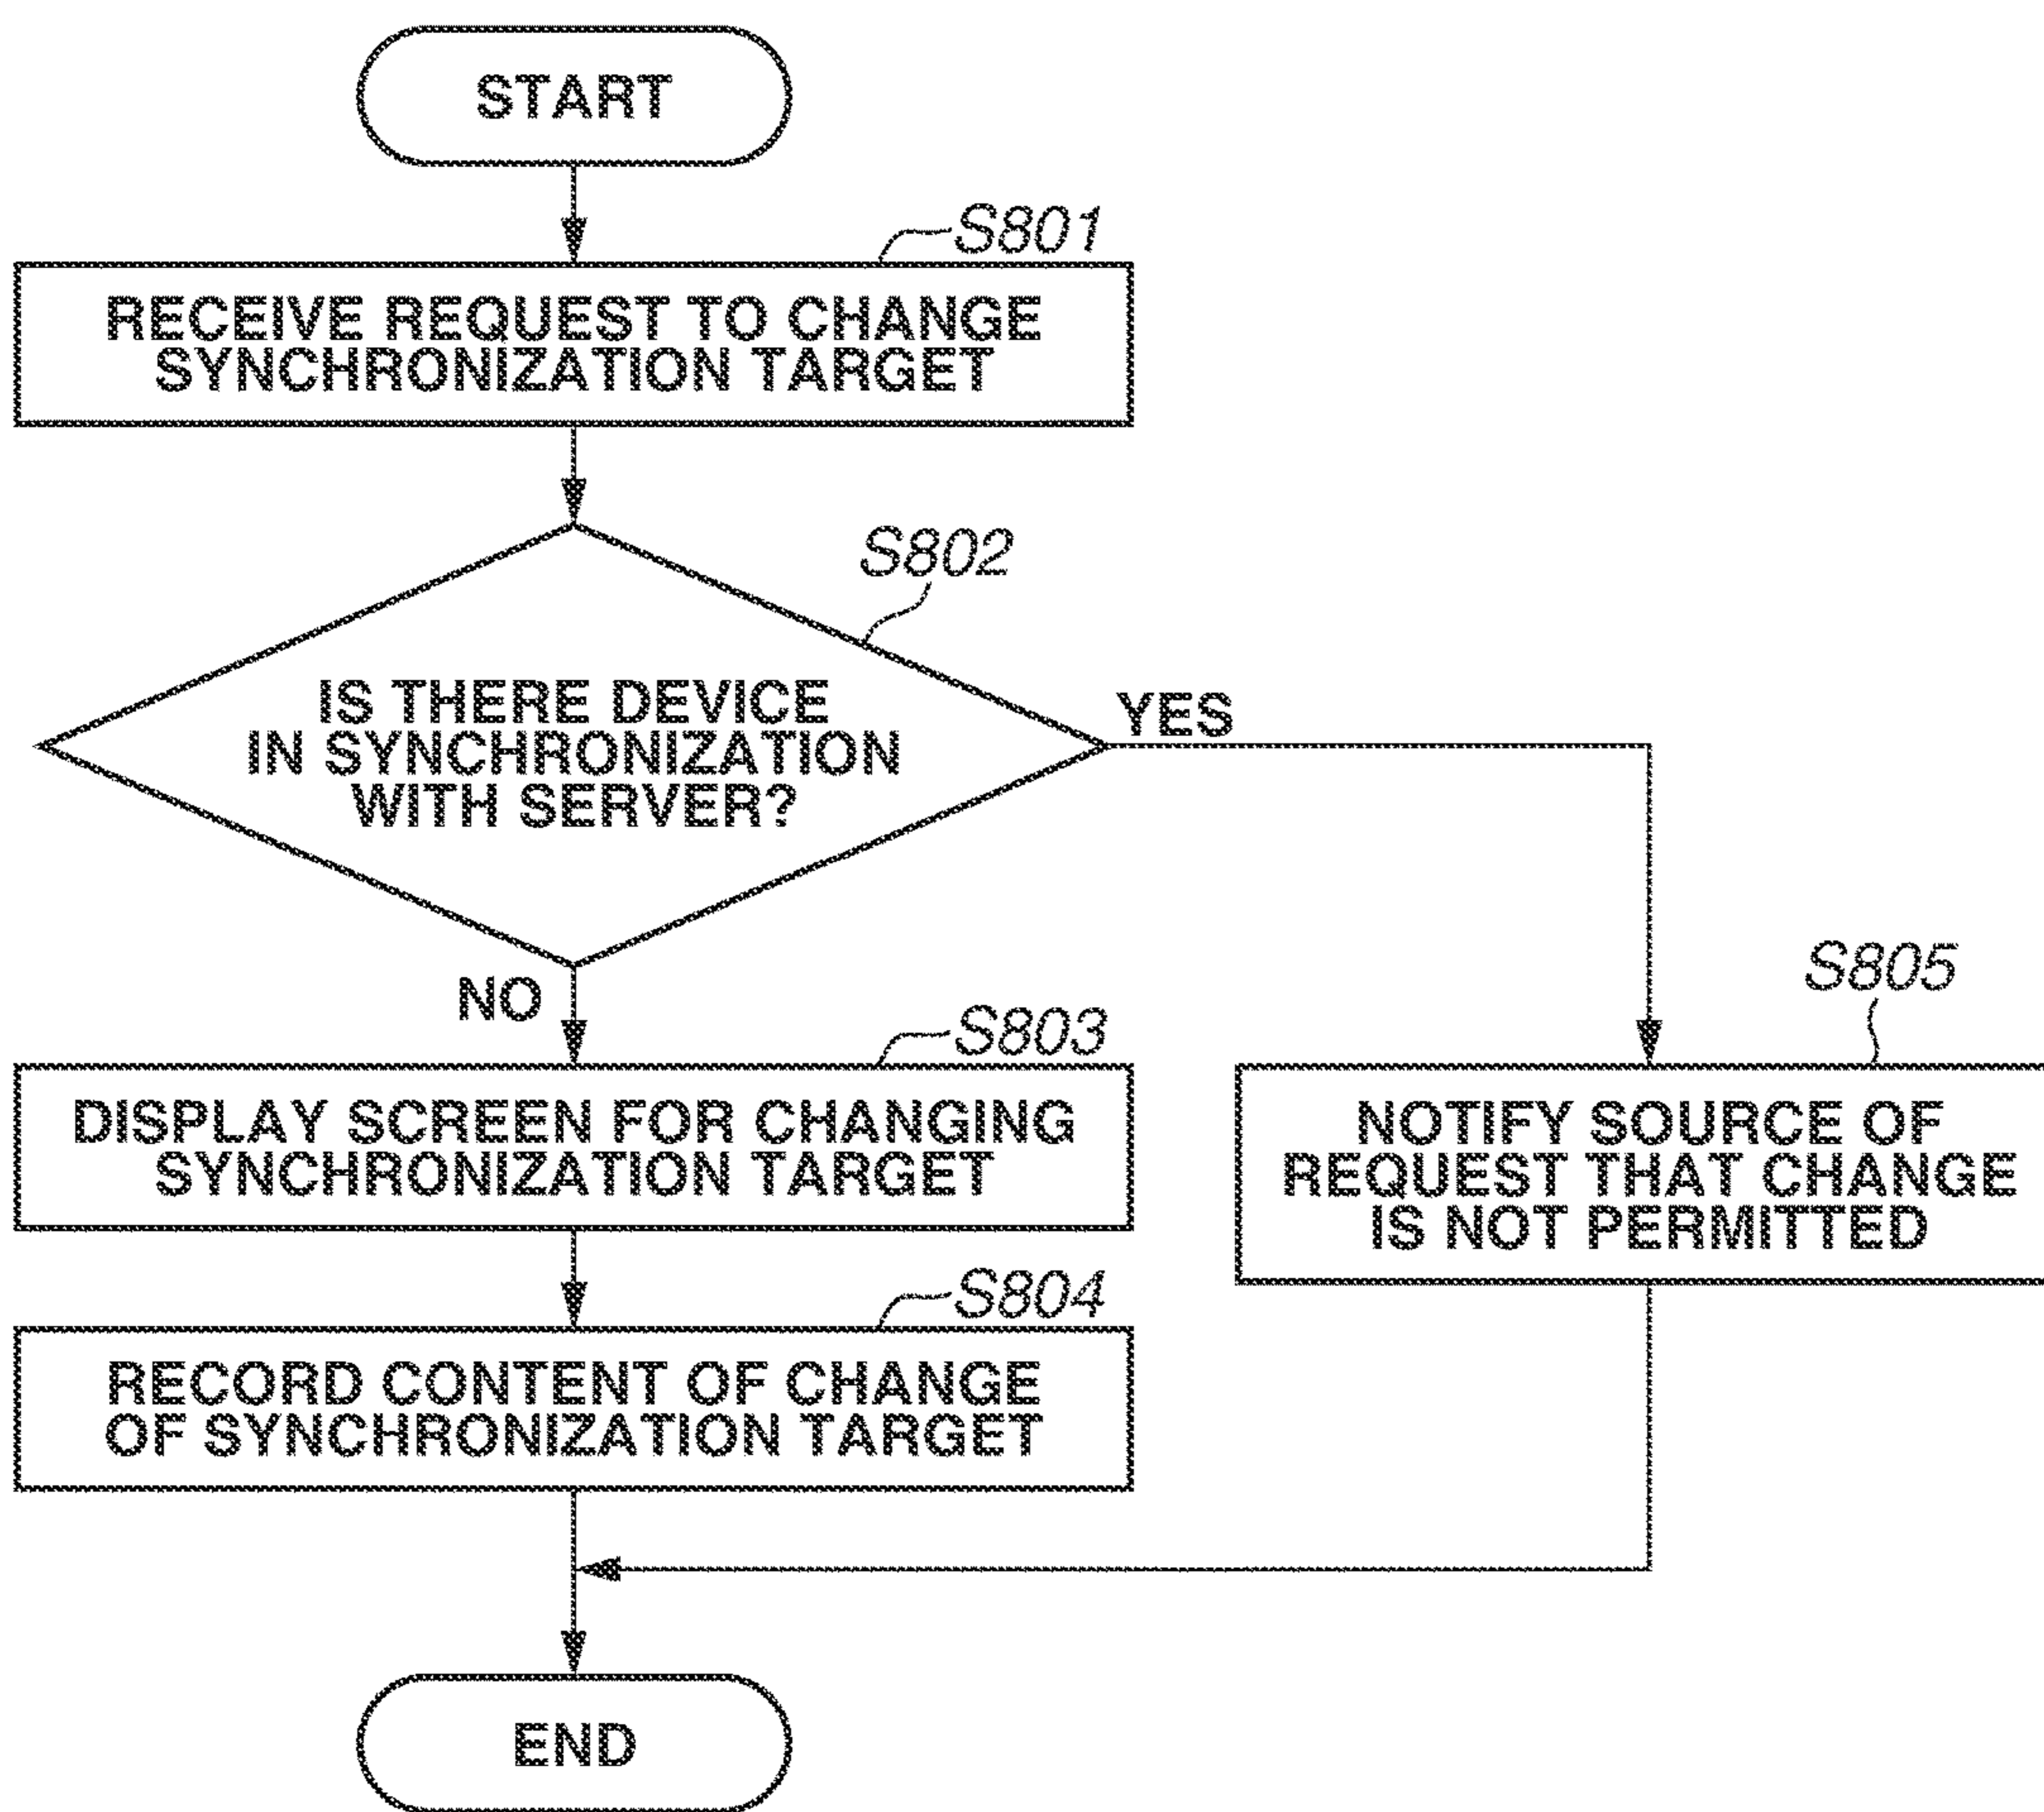 START
S801
RECEIVE REQUEST TO CHANGE
SYNCHRONIZATION TARGET
S802
IS THERE DEVICE
IN SYNCHRONIZATION
WITH SERVER?
YES
NO
S803
DISPLAY SCREEN FOR CHANGING
SYNCHRONIZATION TARGET
S805
NOTIFY SOURCE OF
REQUEST THAT CHANGE
IS NOT PERMITTED
S804
RECORD CONTENT OF CHANGE
OF SYNCHRONIZATION TARGET
END